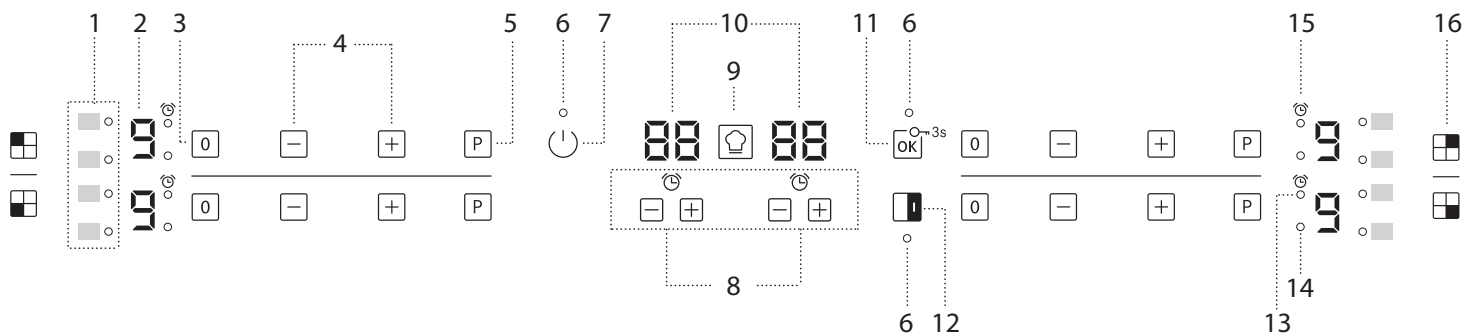 1 2 3 4 5 6 7 10 9 11 6 15 16
9 0 − + P 88 88 OK 3s 0 − + P 9
9 0 − + P − + − + I 0 − + P 9
8 6 12 13 14